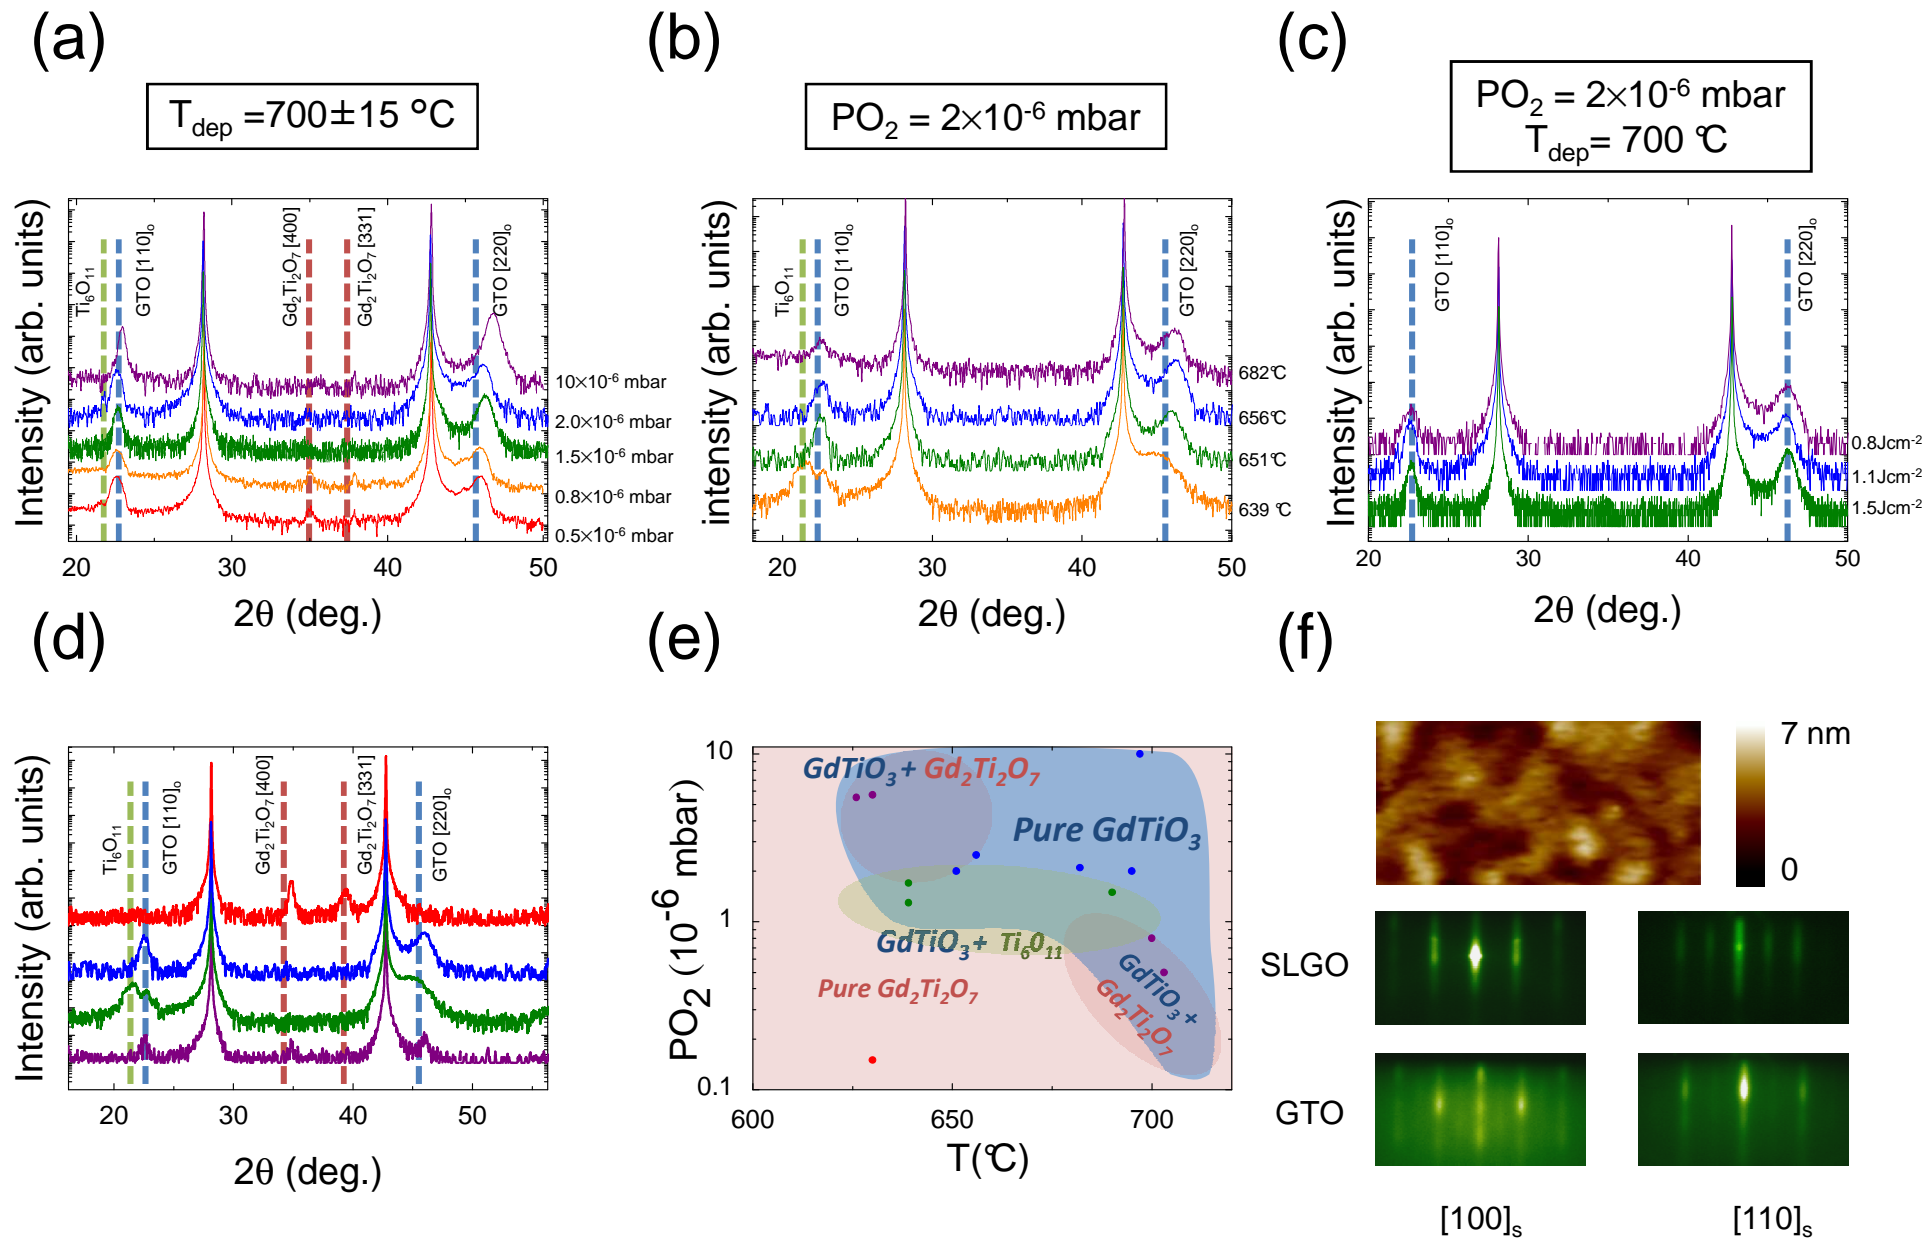 (a)
T_dep =700±15 °C
Intensity (arb. units)
Ti₆O₁₁
GTO [110]ₒ
Gd₂Ti₂O₇ [400]
Gd₂Ti₂O₇ [331]
GTO [220]ₒ
10×10⁻⁶ mbar
2.0×10⁻⁶ mbar
1.5×10⁻⁶ mbar
0.8×10⁻⁶ mbar
0.5×10⁻⁶ mbar
20 30 40 50
2θ (deg.)
(b)
PO₂ = 2×10⁻⁶ mbar
intensity (arb. units)
Ti₆O₁₁
GTO [110]ₒ
GTO [220]ₒ
682°C
656°C
651°C
639 °C
20 30 40 50
2θ (deg.)
(c)
PO₂ = 2×10⁻⁶ mbar
T_dep= 700 °C
Intensity (arb. units)
GTO [110]ₒ
GTO [220]ₒ
0.8Jcm⁻²
1.1Jcm⁻²
1.5Jcm⁻²
20 30 40 50
2θ (deg.)
(d)
Intensity (arb. units)
Ti₆O₁₁
GTO [110]ₒ
Gd₂Ti₂O₇ [400]
Gd₂Ti₂O₇ [331]
GTO [220]ₒ
20 30 40 50
2θ (deg.)
(e)
PO₂ (10⁻⁶ mbar)
10
1
0.1
GdTiO₃ + Gd₂Ti₂O₇
Pure GdTiO₃
GdTiO₃ + Ti₆0₁₁
Pure Gd₂Ti₂O₇
GdTiO₃ +
Gd₂Ti₂O₇
600 650 700
T(°C)
(f)
7 nm
0
SLGO
GTO
[100]ₛ [110]ₛ